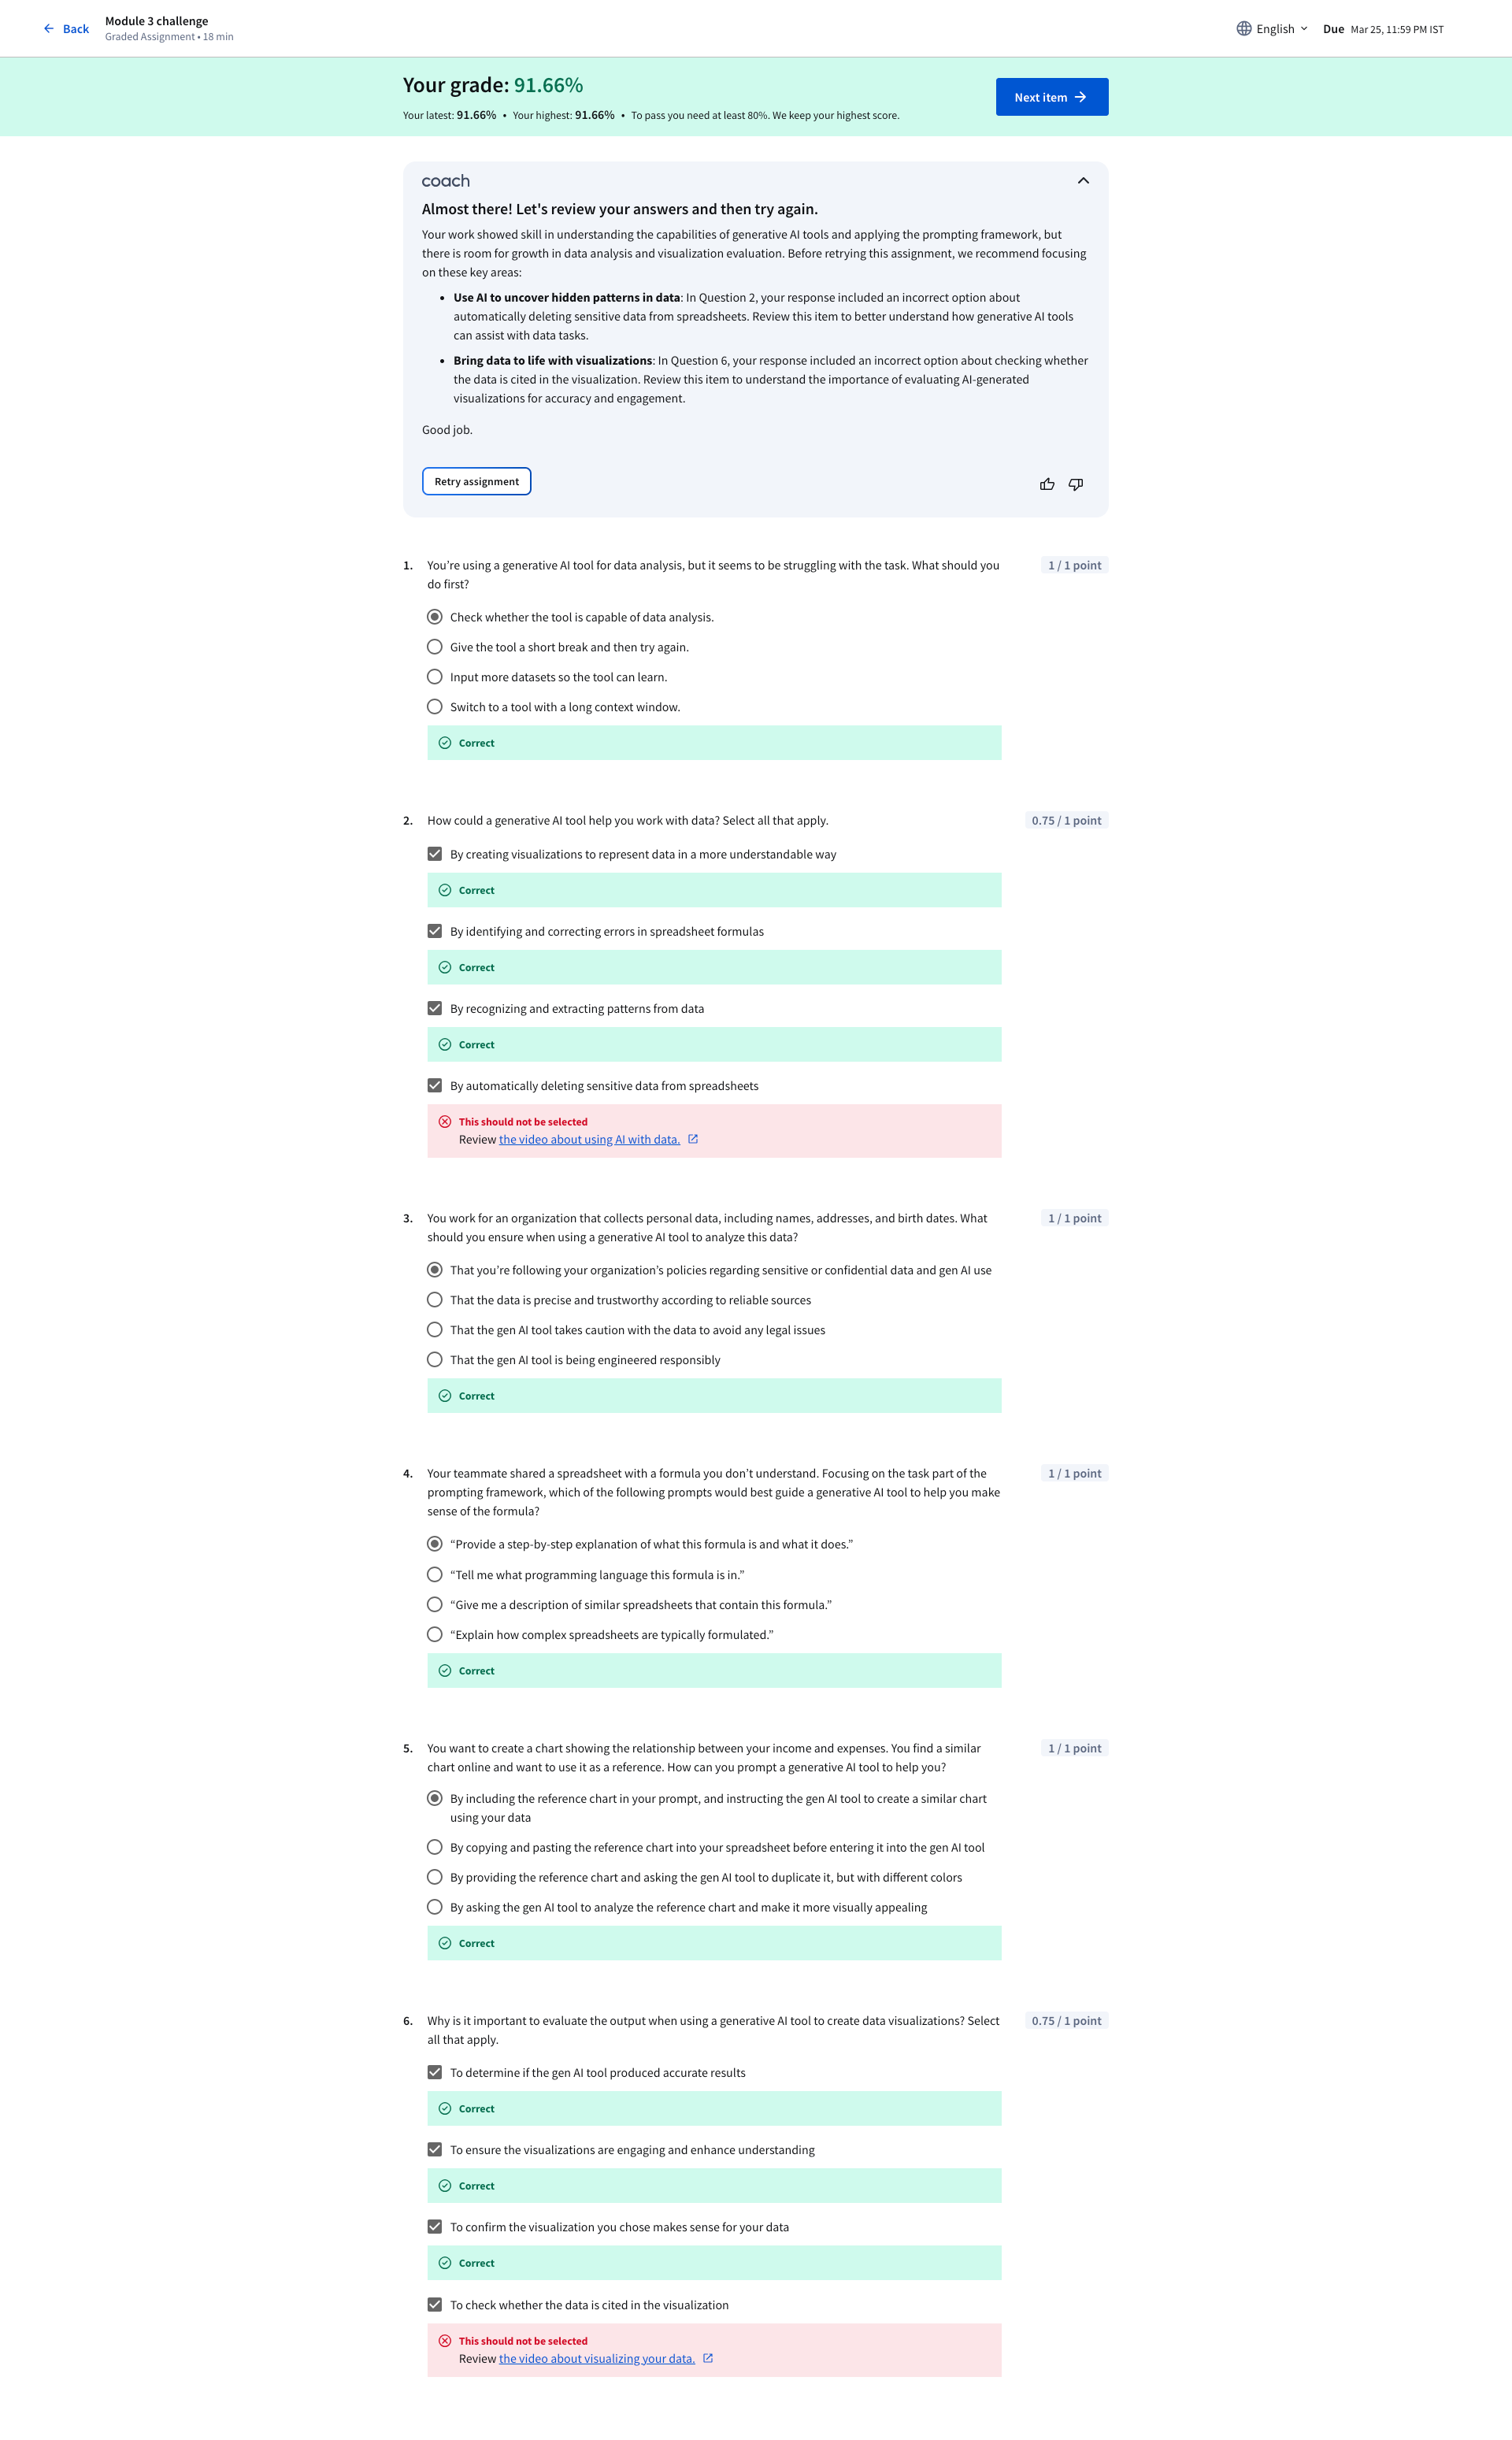 Back
Module 3 challenge
Graded Assignment • 18 min
English
Due Mar 25, 11:59 PM IST
Your grade: 91.66%
Your latest: 91.66% • Your highest: 91.66% • To pass you need at least 80%. We keep your highest score.
Next item
coach
Almost there! Let's review your answers and then try again.
Your work showed skill in understanding the capabilities of generative AI tools and applying the prompting framework, but
there is room for growth in data analysis and visualization evaluation. Before retrying this assignment, we recommend focusing
on these key areas:
• Use AI to uncover hidden patterns in data: In Question 2, your response included an incorrect option about
automatically deleting sensitive data from spreadsheets. Review this item to better understand how generative AI tools
can assist with data tasks.
• Bring data to life with visualizations: In Question 6, your response included an incorrect option about checking whether
the data is cited in the visualization. Review this item to understand the importance of evaluating AI-generated
visualizations for accuracy and engagement.
Good job.
Retry assignment
1. You’re using a generative AI tool for data analysis, but it seems to be struggling with the task. What should you
do first?
1 / 1 point
Check whether the tool is capable of data analysis.
Give the tool a short break and then try again.
Input more datasets so the tool can learn.
Switch to a tool with a long context window.
Correct
2. How could a generative AI tool help you work with data? Select all that apply.
0.75 / 1 point
By creating visualizations to represent data in a more understandable way
Correct
By identifying and correcting errors in spreadsheet formulas
Correct
By recognizing and extracting patterns from data
Correct
By automatically deleting sensitive data from spreadsheets
This should not be selected
Review the video about using AI with data.
3. You work for an organization that collects personal data, including names, addresses, and birth dates. What
should you ensure when using a generative AI tool to analyze this data?
1 / 1 point
That you’re following your organization’s policies regarding sensitive or confidential data and gen AI use
That the data is precise and trustworthy according to reliable sources
That the gen AI tool takes caution with the data to avoid any legal issues
That the gen AI tool is being engineered responsibly
Correct
4. Your teammate shared a spreadsheet with a formula you don’t understand. Focusing on the task part of the
prompting framework, which of the following prompts would best guide a generative AI tool to help you make
sense of the formula?
1 / 1 point
“Provide a step-by-step explanation of what this formula is and what it does.”
“Tell me what programming language this formula is in.”
“Give me a description of similar spreadsheets that contain this formula.”
“Explain how complex spreadsheets are typically formulated.”
Correct
5. You want to create a chart showing the relationship between your income and expenses. You find a similar
chart online and want to use it as a reference. How can you prompt a generative AI tool to help you?
1 / 1 point
By including the reference chart in your prompt, and instructing the gen AI tool to create a similar chart
using your data
By copying and pasting the reference chart into your spreadsheet before entering it into the gen AI tool
By providing the reference chart and asking the gen AI tool to duplicate it, but with different colors
By asking the gen AI tool to analyze the reference chart and make it more visually appealing
Correct
6. Why is it important to evaluate the output when using a generative AI tool to create data visualizations? Select
all that apply.
0.75 / 1 point
To determine if the gen AI tool produced accurate results
Correct
To ensure the visualizations are engaging and enhance understanding
Correct
To confirm the visualization you chose makes sense for your data
Correct
To check whether the data is cited in the visualization
This should not be selected
Review the video about visualizing your data.